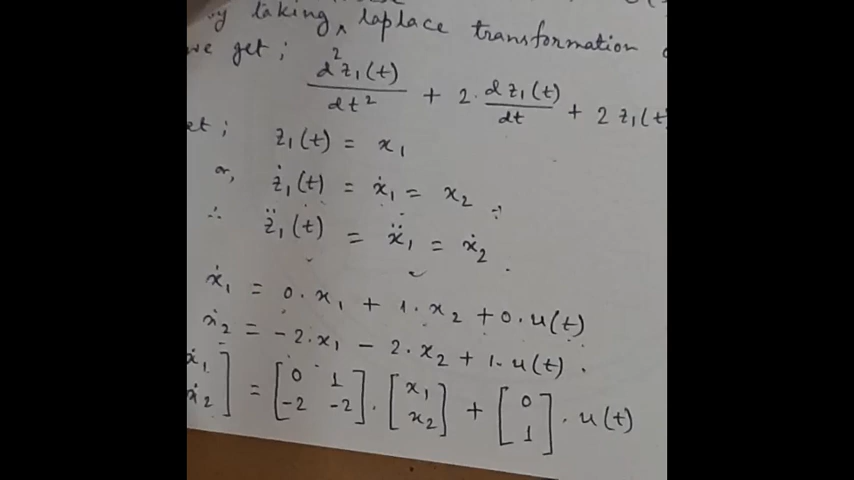 taking, laplace transformation
we get;
d²z₁(t)/dt² + 2. dz₁(t)/dt + 2 z₁(t)
et;
z₁(t) = x₁
or, ż₁(t) = ẋ₁ = x₂
∴ z̈₁(t) = ẍ₁ = ẋ₂
ẋ₁ = 0. x₁ + 1. x₂ + 0. u(t)
ẋ₂ = -2. x₁ - 2. x₂ + 1. u(t).
[ẋ₁; ẋ₂] = [0 1; -2 -2] . [x₁; x₂] + [0; 1] . u(t)